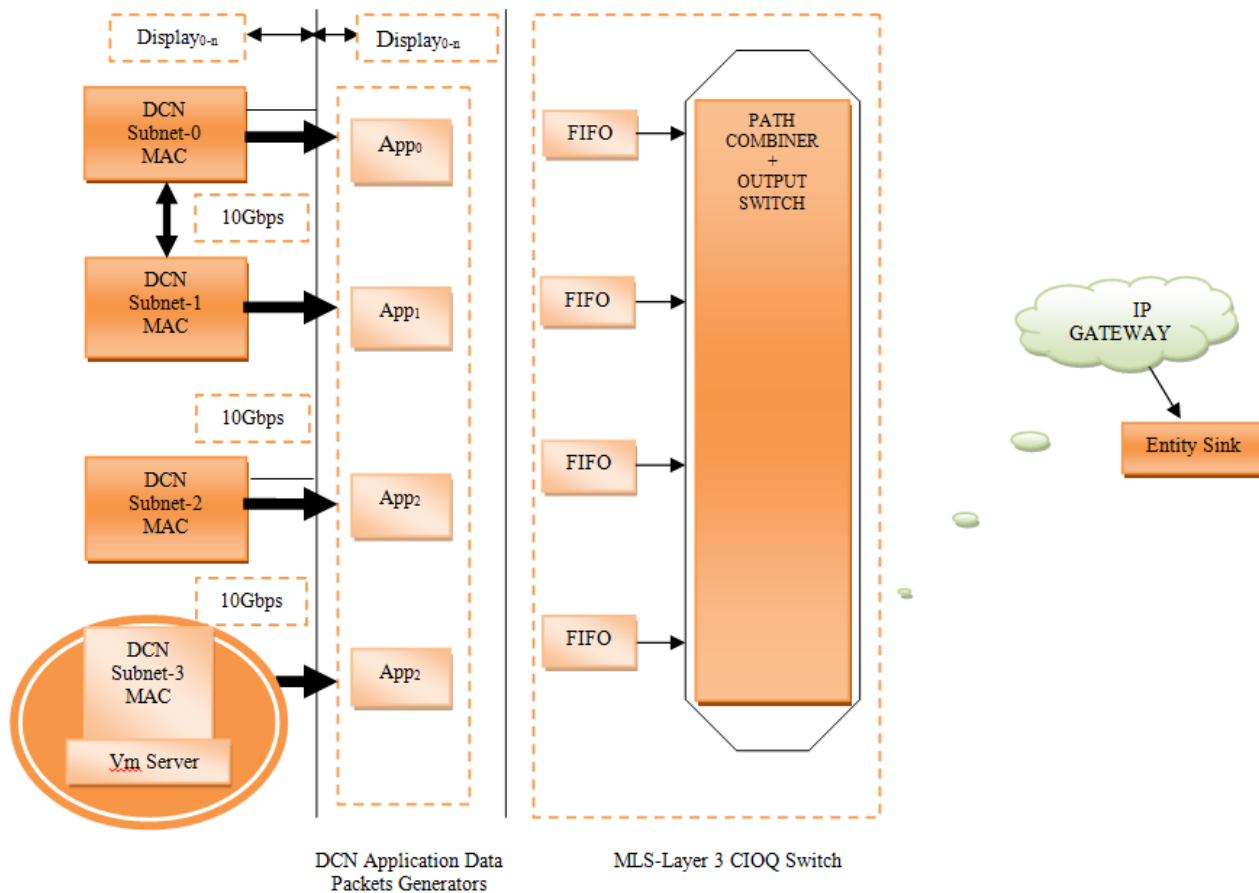 Display0-n
Display0-n
DCN
Subnet-0
MAC
App0
FIFO
PATH
COMBINER
+
OUTPUT
SWITCH
10Gbps
DCN
Subnet-1
MAC
App1
FIFO
IP
GATEWAY
10Gbps
DCN
Subnet-2
MAC
App2
FIFO
Entity Sink
10Gbps
DCN
Subnet-3
MAC
App2
FIFO
Vm Server
DCN Application Data
Packets Generators
MLS-Layer 3 CIOQ Switch